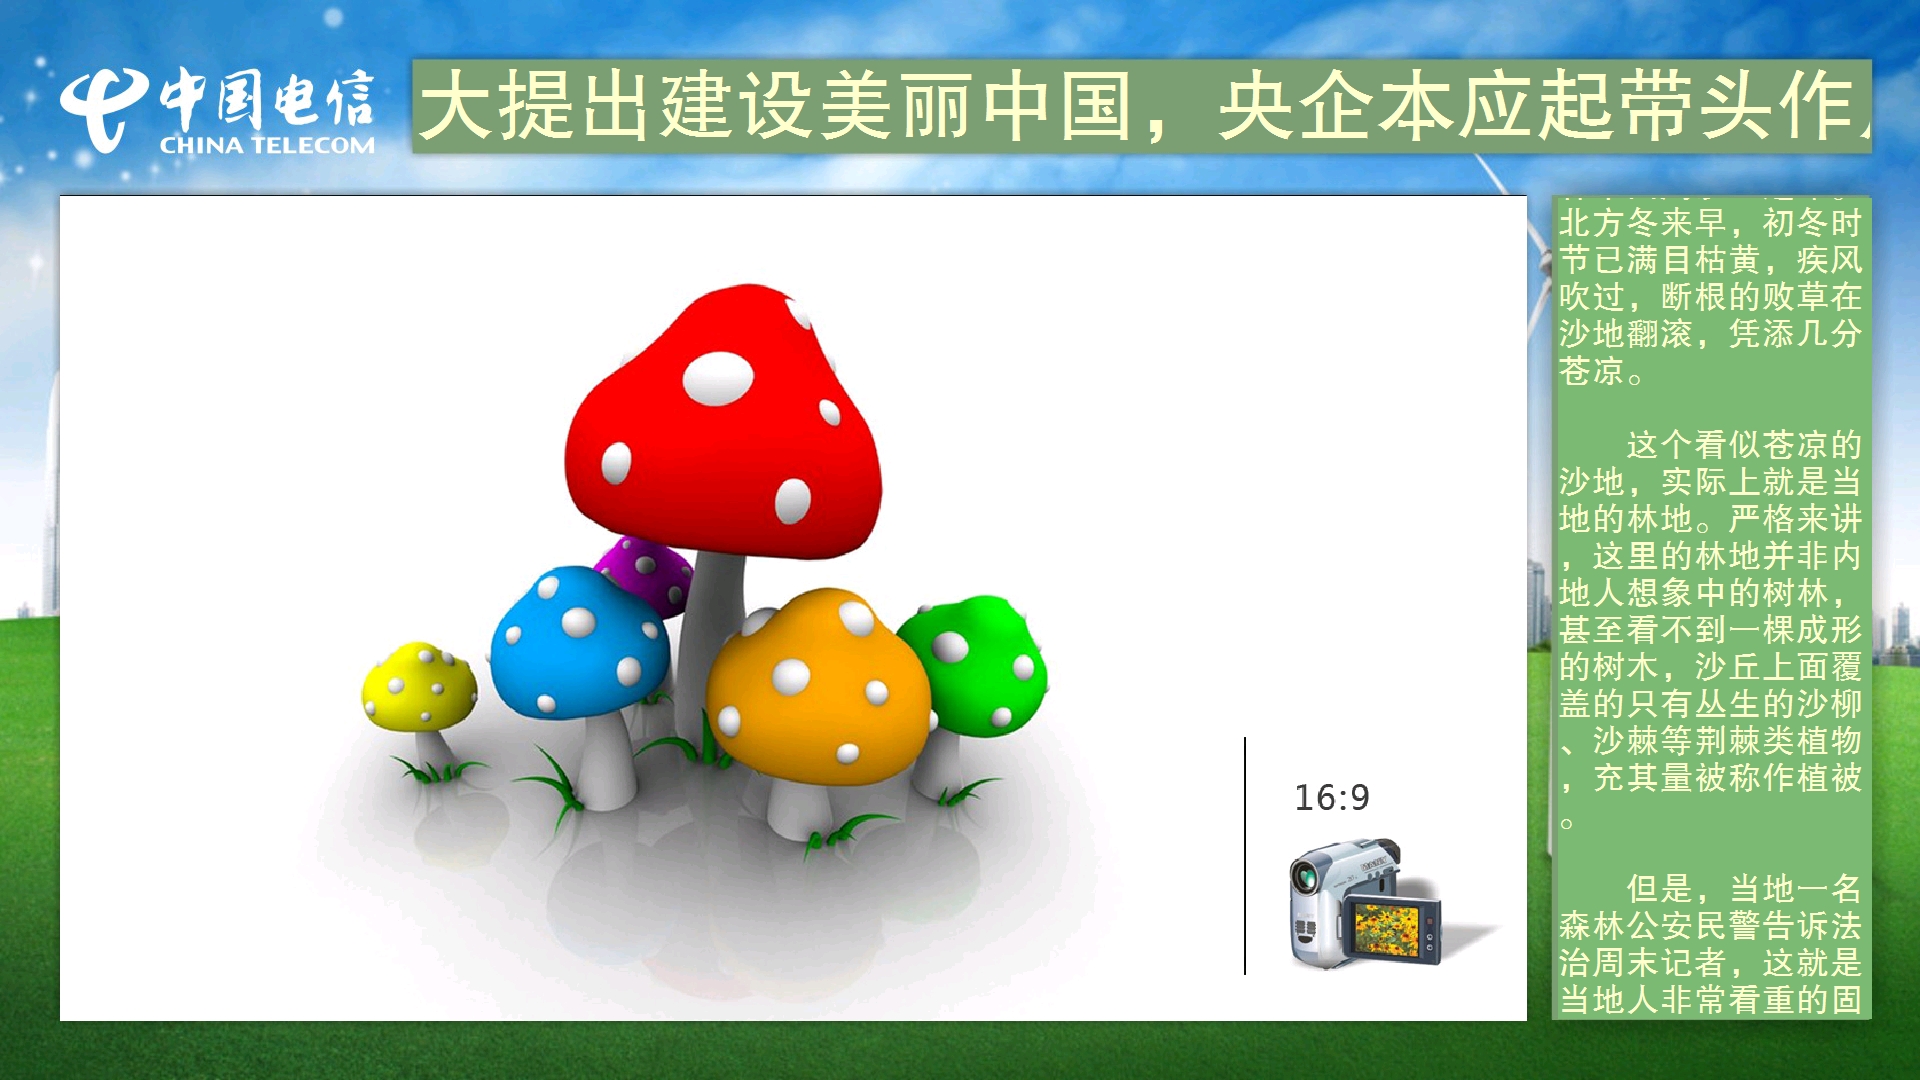 中国电信
CHINA TELECOM
大提出建设美丽中国，央企本应起带头作
北方冬来早，初冬时
节已满目枯黄，疾风
吹过，断根的败草在
沙地翻滚，凭添几分
苍凉。
这个看似苍凉的
沙地，实际上就是当
地的林地。严格来讲
，这里的林地并非内
地人想象中的树林，
甚至看不到一棵成形
的树木，沙丘上面覆
盖的只有丛生的沙柳
、沙棘等荆棘类植物
，充其量被称作植被
。
但是，当地一名
森林公安民警告诉法
治周末记者，这就是
当地人非常看重的固
16:9